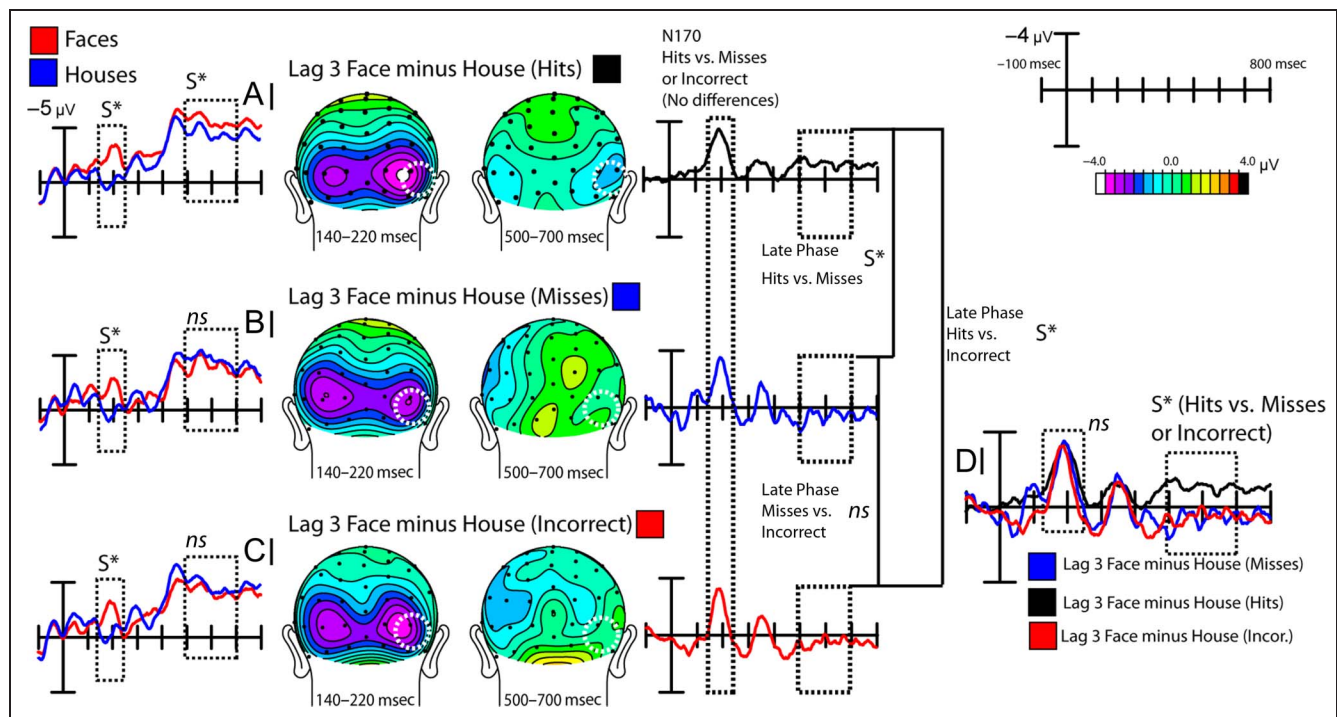 Faces
Houses
−5 µV
S*
S*
A
Lag 3 Face minus House (Hits)
140–220 msec
500–700 msec
N170
Hits vs. Misses
or Incorrect
(No differences)
−4 µV
−100 msec
800 msec
−4.0
0.0
4.0
µV
Late Phase
Hits vs. Misses
S*
Late Phase
Hits vs.
Incorrect
S*
B
S*
ns
Lag 3 Face minus House (Misses)
140–220 msec
500–700 msec
Late Phase
Misses vs.
Incorrect
ns
C
S*
ns
Lag 3 Face minus House (Incorrect)
140–220 msec
500–700 msec
D
ns
S* (Hits vs. Misses
or Incorrect)
Lag 3 Face minus House (Misses)
Lag 3 Face minus House (Hits)
Lag 3 Face minus House (Incor.)